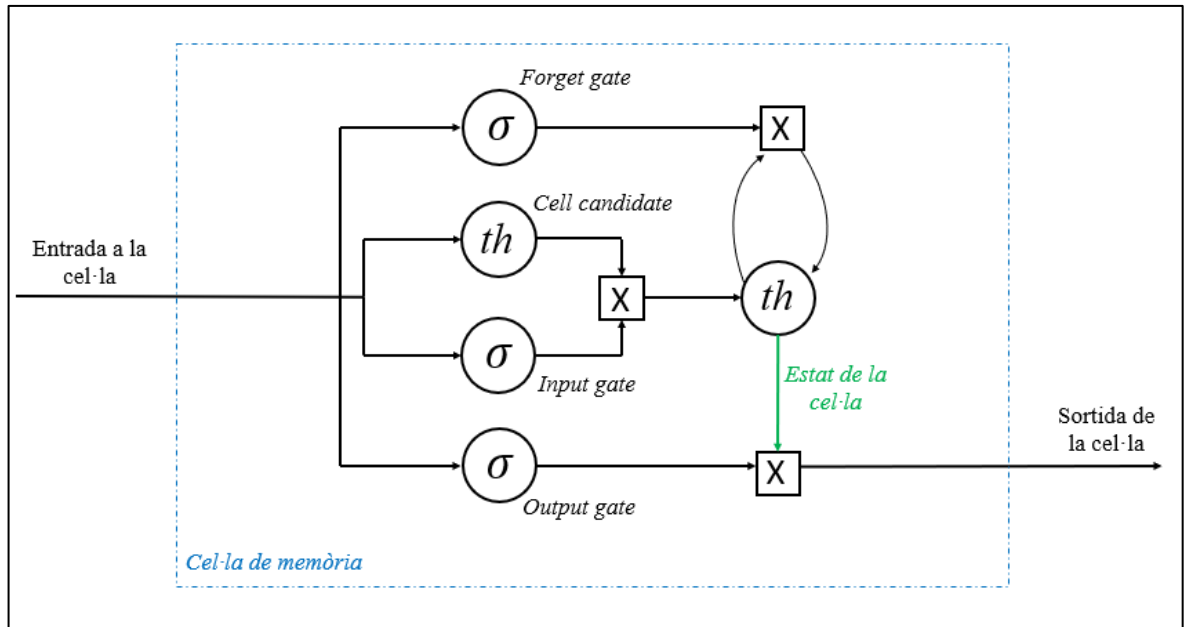 Forget gate
σ
X
Cell candidate
th
Entrada a la
cel·la
X
th
σ
Input gate
Estat de la
cel·la
Sortida de
la cel·la
σ
X
Output gate
Cel·la de memòria